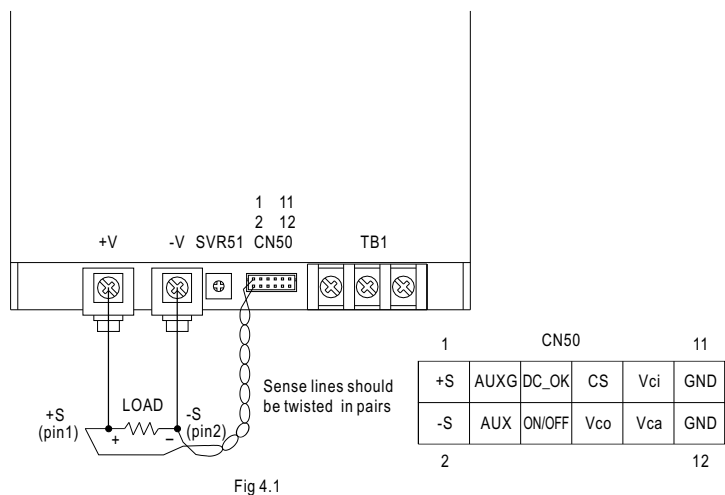 1 11
2 12
+V -V SVR51 CN50 TB1
+S
(pin1)
LOAD
-S
(pin2)
+ −
Sense lines should
be twisted in pairs
1 CN50 11
+S AUXG DC_OK CS Vci GND
-S AUX ON/OFF Vco Vca GND
2 12
Fig 4.1